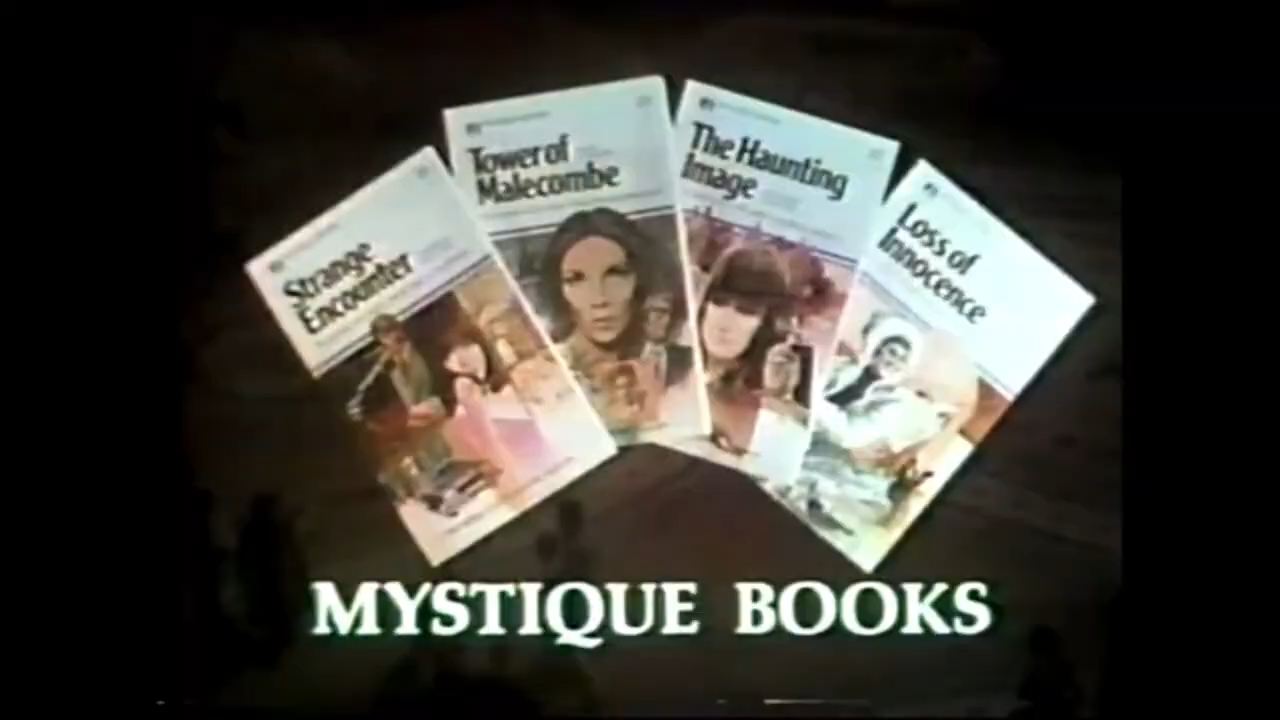 Strange
Encounter
Tower of
Malecombe
The Haunting
Image
Loss of
Innocence
MYSTIQUE BOOKS